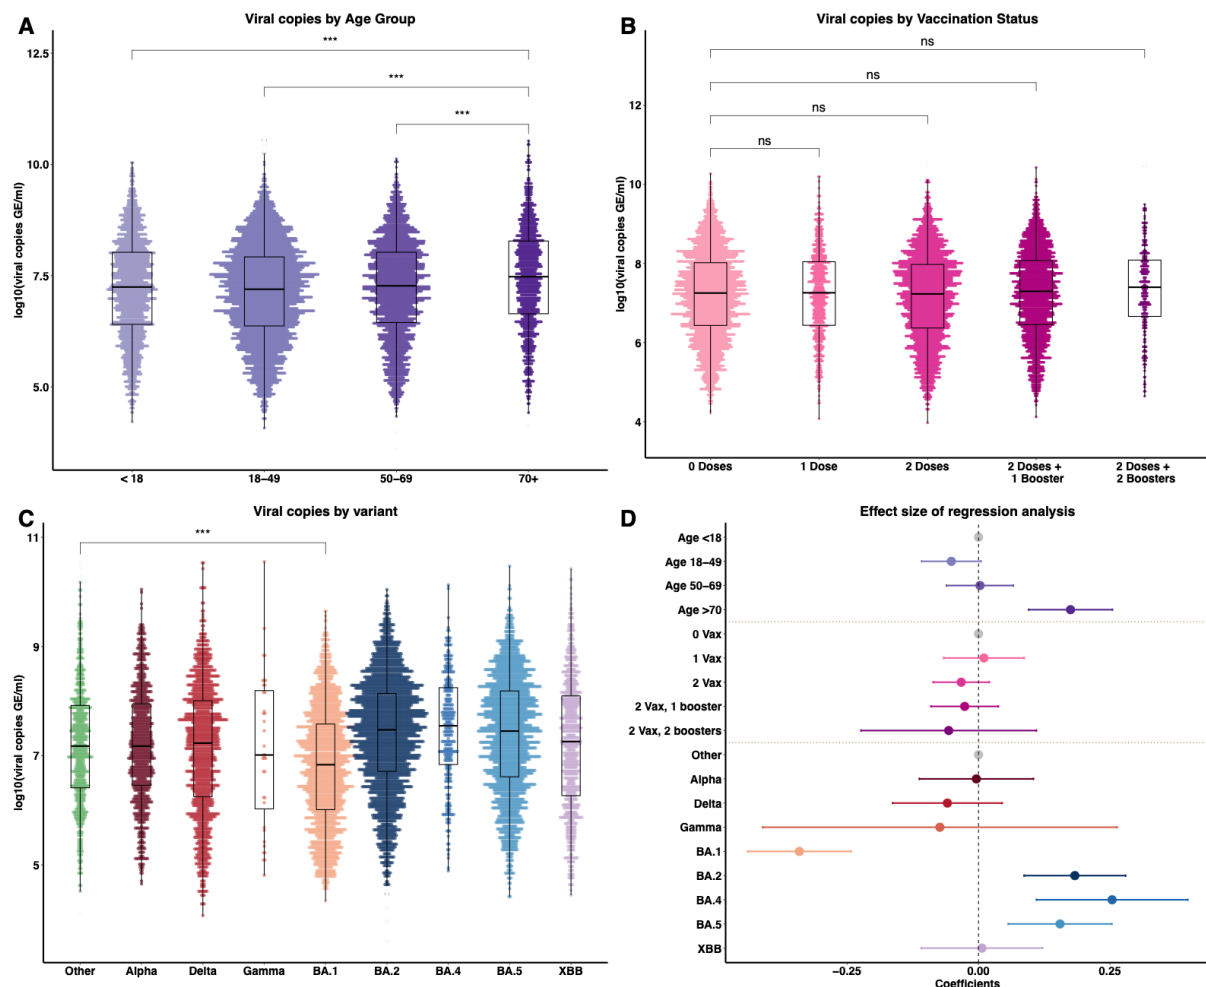 A
Viral copies by Age Group
log10(viral copies GE/ml)
12.5
10.0
7.5
5.0
***
***
***
< 18
18–49
50–69
70+
B
Viral copies by Vaccination Status
log10(viral copies GE/ml)
12
10
8
6
4
ns
ns
ns
ns
0 Doses
1 Dose
2 Doses
2 Doses +
1 Booster
2 Doses +
2 Boosters
C
Viral copies by variant
log10(viral copies GE/ml)
11
9
7
5
***
Other
Alpha
Delta
Gamma
BA.1
BA.2
BA.4
BA.5
XBB
D
Effect size of regression analysis
Age <18
Age 18–49
Age 50–69
Age >70
0 Vax
1 Vax
2 Vax
2 Vax, 1 booster
2 Vax, 2 boosters
Other
Alpha
Delta
Gamma
BA.1
BA.2
BA.4
BA.5
XBB
−0.25
0.00
0.25
Coefficients